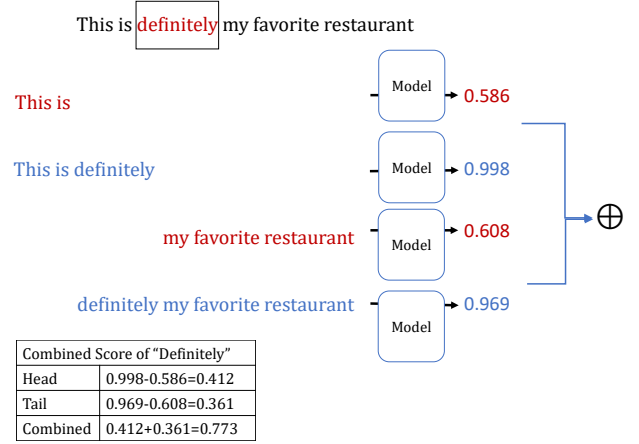 This is definitely my favorite restaurant
This is
Model
0.586
This is definitely
Model
0.998
my favorite restaurant
Model
0.608
definitely my favorite restaurant
Model
0.969
Combined Score of “Definitely”
Head 0.998-0.586=0.412
Tail 0.969-0.608=0.361
Combined 0.412+0.361=0.773